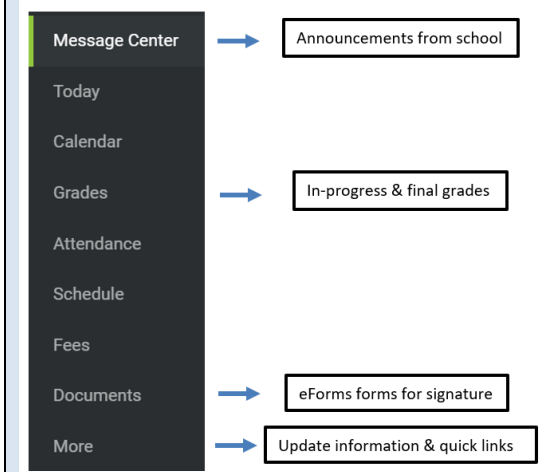 Message Center
Announcements from school
Today
Calendar
Grades
In-progress & final grades
Attendance
Schedule
Fees
Documents
eForms forms for signature
More
Update information & quick links